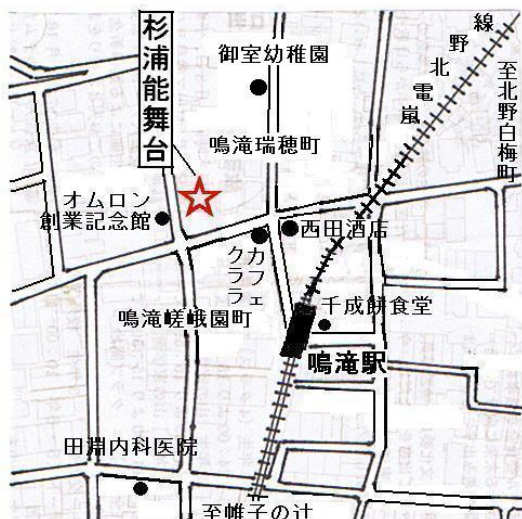 杉浦能舞台
御室幼稚園
嵐電北野線
至北野白梅町
鳴滝瑞穂町
オムロン
創業記念館
西田酒店
カフェ
クララ
鳴滝嵯峨園町
千成餅食堂
鳴滝駅
田淵内科医院
至帷子の辻